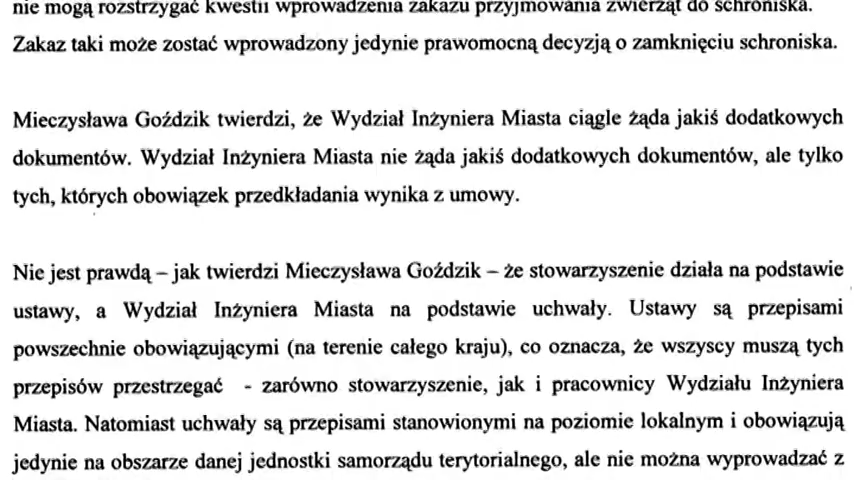 nie mogą rozstrzygać kwestii wprowadzenia zakazu przyjmowania zwierząt do schroniska.
Zakaz taki może zostać wprowadzony jedynie prawomocną decyzją o zamknięciu schroniska.
Mieczysława Goździk twierdzi, że Wydział Inżyniera Miasta ciągle żąda jakiś dodatkowych
dokumentów. Wydział Inżyniera Miasta nie żąda jakiś dodatkowych dokumentów, ale tylko
tych, których obowiązek przedkładania wynika z umowy.
Nie jest prawdą – jak twierdzi Mieczysława Goździk – że stowarzyszenie działa na podstawie
ustawy, a Wydział Inżyniera Miasta na podstawie uchwały. Ustawy są przepisami
powszechnie obowiązującymi (na terenie całego kraju), co oznacza, że wszyscy muszą tych
przepisów przestrzegać - zarówno stowarzyszenie, jak i pracownicy Wydziału Inżyniera
Miasta. Natomiast uchwały są przepisami stanowionymi na poziomie lokalnym i obowiązują
jedynie na obszarze danej jednostki samorządu terytorialnego, ale nie można wyprowadzać z